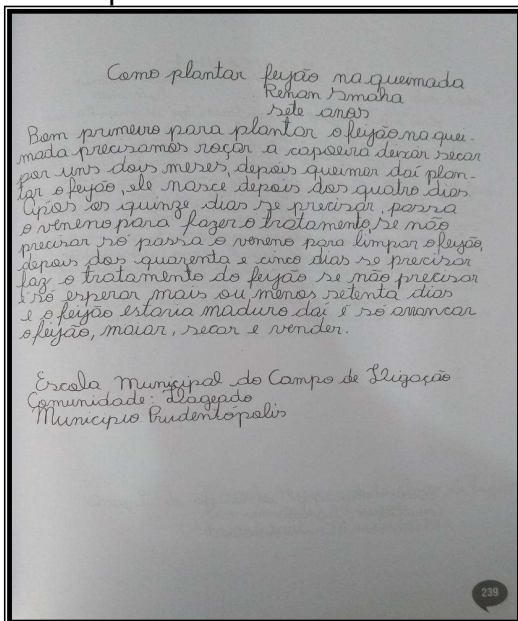 Como plantar feijão na queimada
Renan Smaha
sete anos
Bom primeiro para plantar o feijão na quei-
mada precisamos roçar a capoeira deixar secar
por uns dois meses, depois queimar daí plan-
tar o feijão, ele nasce depois dos quatro dias.
Após os quinze dias se precisar, passa
o veneno para fazer o tratamento, se não
precisar só passa o veneno para limpar o feijão,
depois dos quarenta e cinco dias se precisar
faz o tratamento do feijão se não precisar
é só esperar mais ou menos setenta dias
e o feijão estaria maduro daí é só arrancar
o feijão, maiar, secar e vender.
Escola Municipal do Campo de Ligação
Comunidade: Lageado
Município Prudentópolis
239